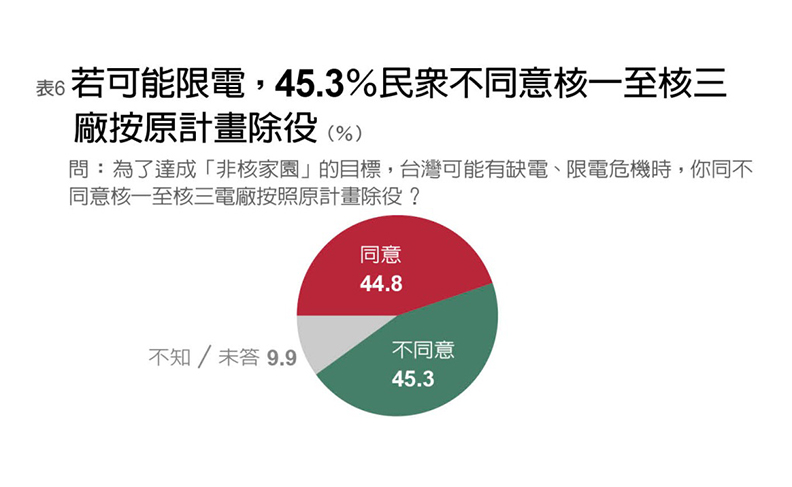 表6 若可能限電，45.3%民眾不同意核一至核三
廠按原計畫除役（%）
問：為了達成「非核家園」的目標，台灣可能有缺電、限電危機時，你同不
同意核一至核三電廠按照原計畫除役？
同意
44.8
不知／未答 9.9
不同意
45.3